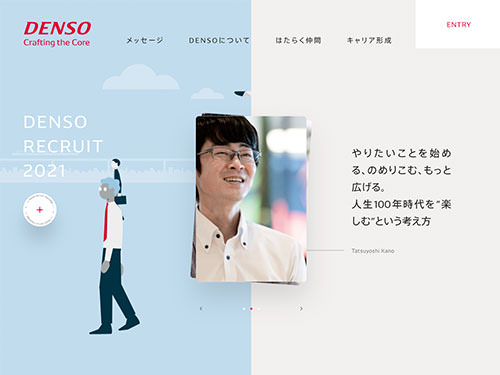 DENSO
Crafting the Core
メッセージ
DENSOについて
はたらく仲間
キャリア形成
ENTRY
DENSO
RECRUIT
2021
やりたいことを始め
る、のめりこむ、もっと
広げる。
人生100年時代を“楽
しむ”という考え方
Tatsuyoshi Kano